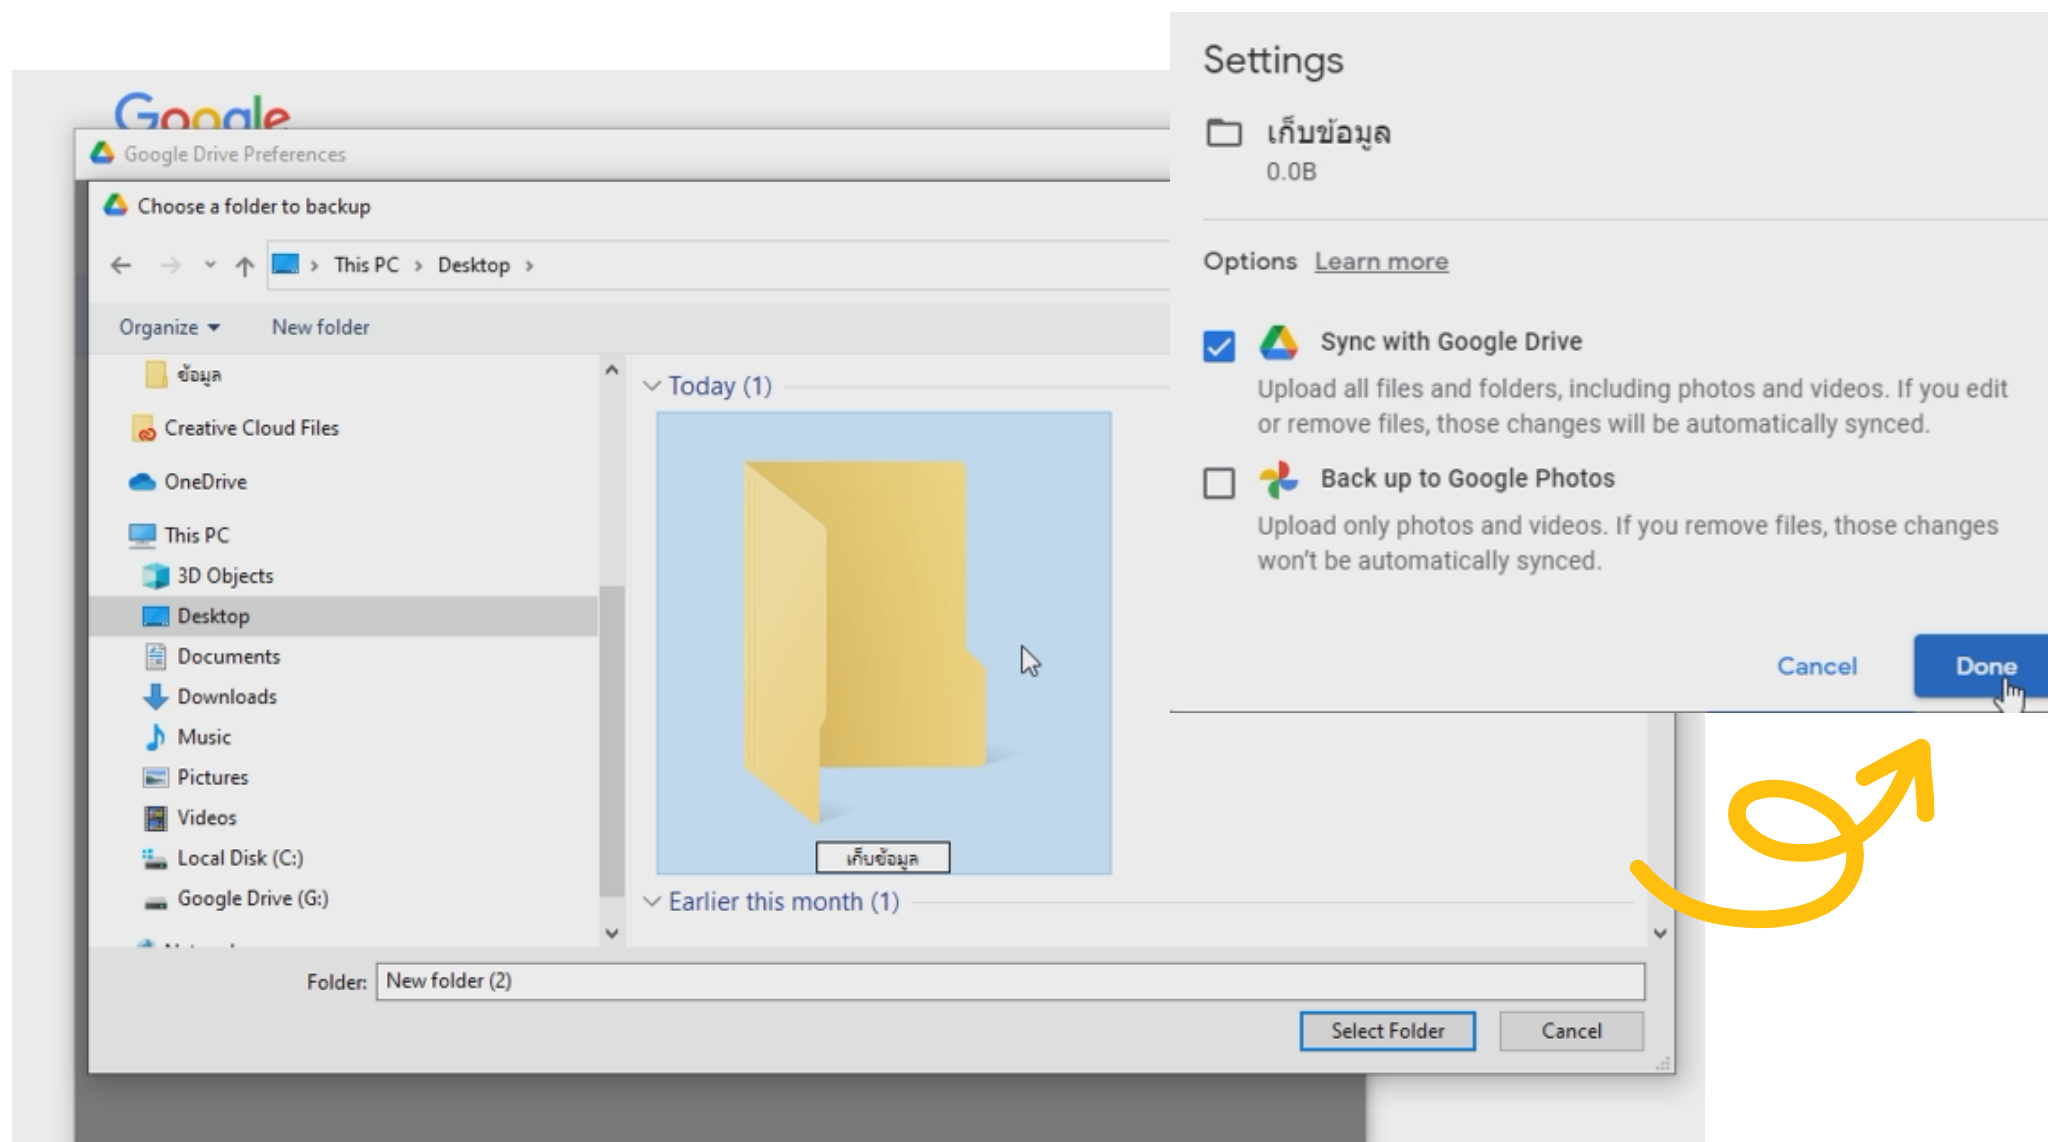 Google
Google Drive Preferences
Choose a folder to backup
This PC > Desktop >
Organize
New folder
ข้อมูล
Creative Cloud Files
OneDrive
This PC
3D Objects
Desktop
Documents
Downloads
Music
Pictures
Videos
Local Disk (C:)
Google Drive (G:)
Today (1)
เก็บข้อมูล
Earlier this month (1)
Folder: New folder (2)
Select Folder
Cancel
Settings
เก็บข้อมูล
0.0B
Options Learn more
Sync with Google Drive
Upload all files and folders, including photos and videos. If you edit
or remove files, those changes will be automatically synced.
Back up to Google Photos
Upload only photos and videos. If you remove files, those changes
won't be automatically synced.
Cancel
Done